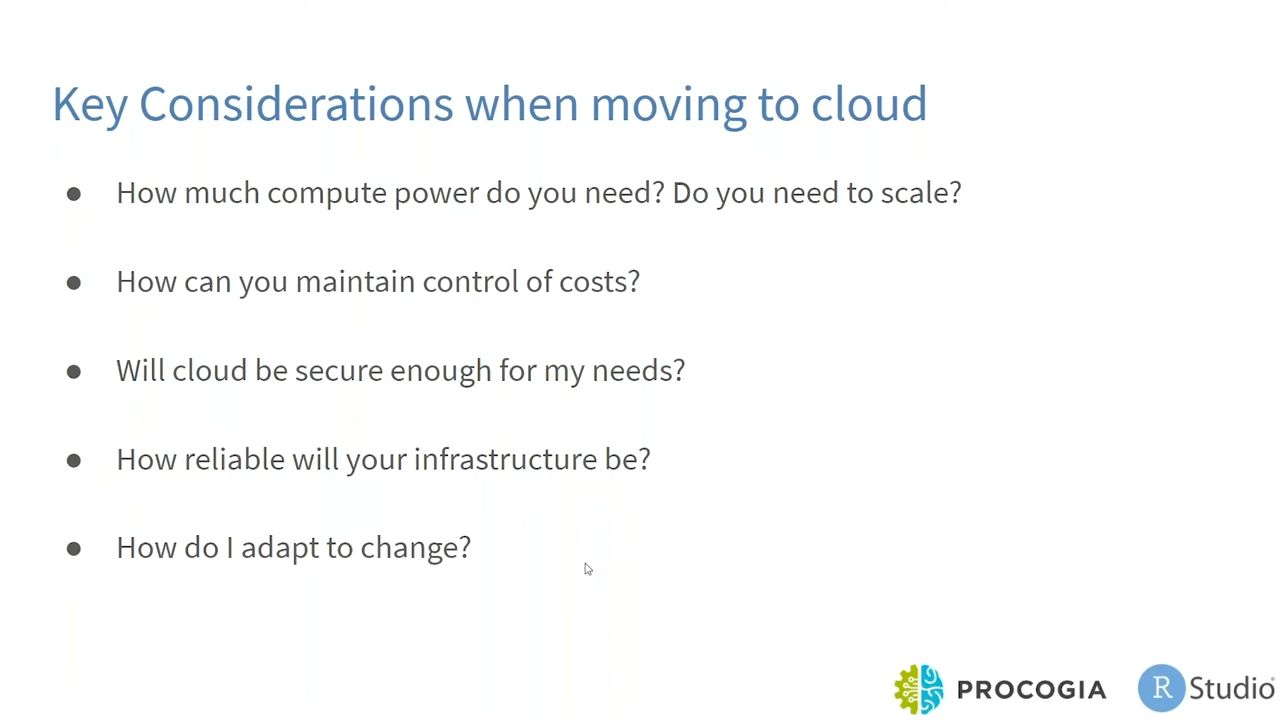 Key Considerations when moving to cloud
● How much compute power do you need? Do you need to scale?
● How can you maintain control of costs?
● Will cloud be secure enough for my needs?
● How reliable will your infrastructure be?
● How do I adapt to change?
PROCOGIA R Studio®